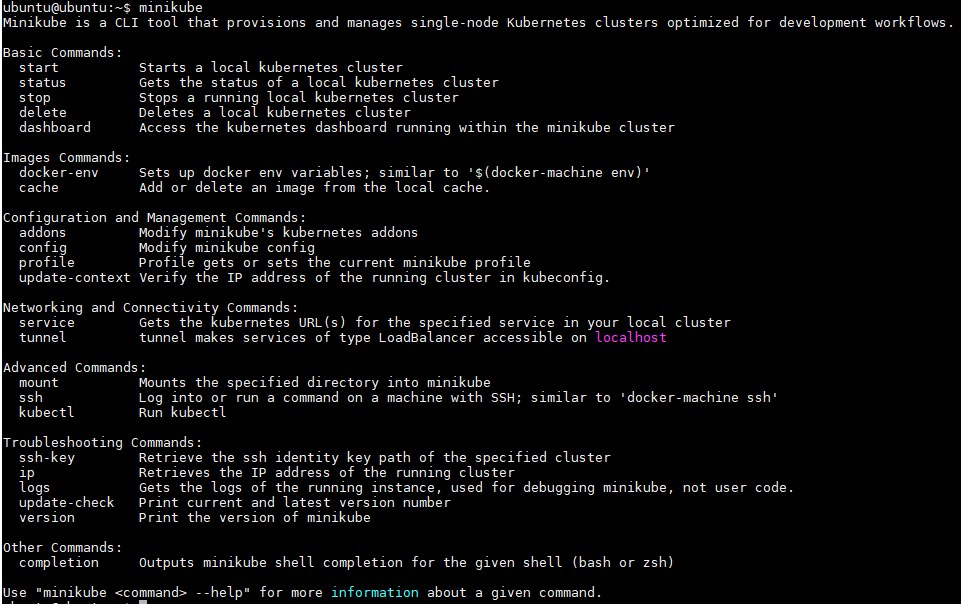 ubuntu@ubuntu:~$ minikube
Minikube is a CLI tool that provisions and manages single-node Kubernetes clusters optimized for development workflows.
Basic Commands:
start Starts a local kubernetes cluster
status Gets the status of a local kubernetes cluster
stop Stops a running local kubernetes cluster
delete Deletes a local kubernetes cluster
dashboard Access the kubernetes dashboard running within the minikube cluster
Images Commands:
docker-env Sets up docker env variables; similar to '$(docker-machine env)'
cache Add or delete an image from the local cache.
Configuration and Management Commands:
addons Modify minikube's kubernetes addons
config Modify minikube config
profile Profile gets or sets the current minikube profile
update-context Verify the IP address of the running cluster in kubeconfig.
Networking and Connectivity Commands:
service Gets the kubernetes URL(s) for the specified service in your local cluster
tunnel tunnel makes services of type LoadBalancer accessible on localhost
Advanced Commands:
mount Mounts the specified directory into minikube
ssh Log into or run a command on a machine with SSH; similar to 'docker-machine ssh'
kubectl Run kubectl
Troubleshooting Commands:
ssh-key Retrieve the ssh identity key path of the specified cluster
ip Retrieves the IP address of the running cluster
logs Gets the logs of the running instance, used for debugging minikube, not user code.
update-check Print current and latest version number
version Print the version of minikube
Other Commands:
completion Outputs minikube shell completion for the given shell (bash or zsh)
Use "minikube <command> --help" for more information about a given command.